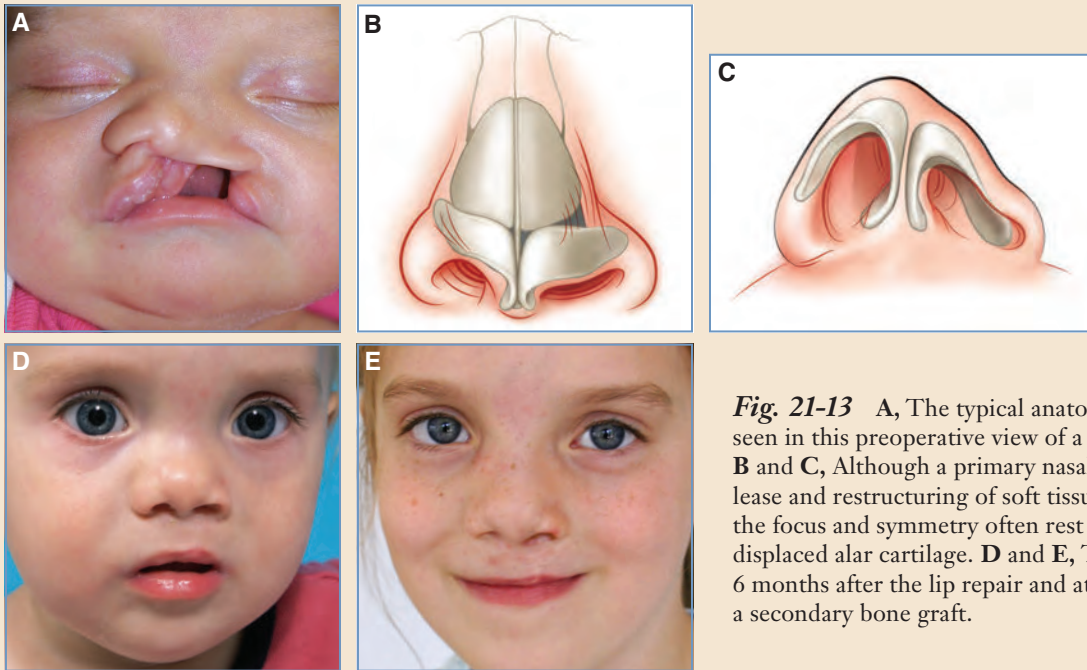 A
B
C
D
E
Fig. 21-13 A, The typical anato
seen in this preoperative view of a
B and C, Although a primary nasa
lease and restructuring of soft tissu
the focus and symmetry often rest
displaced alar cartilage. D and E, T
6 months after the lip repair and at
a secondary bone graft.